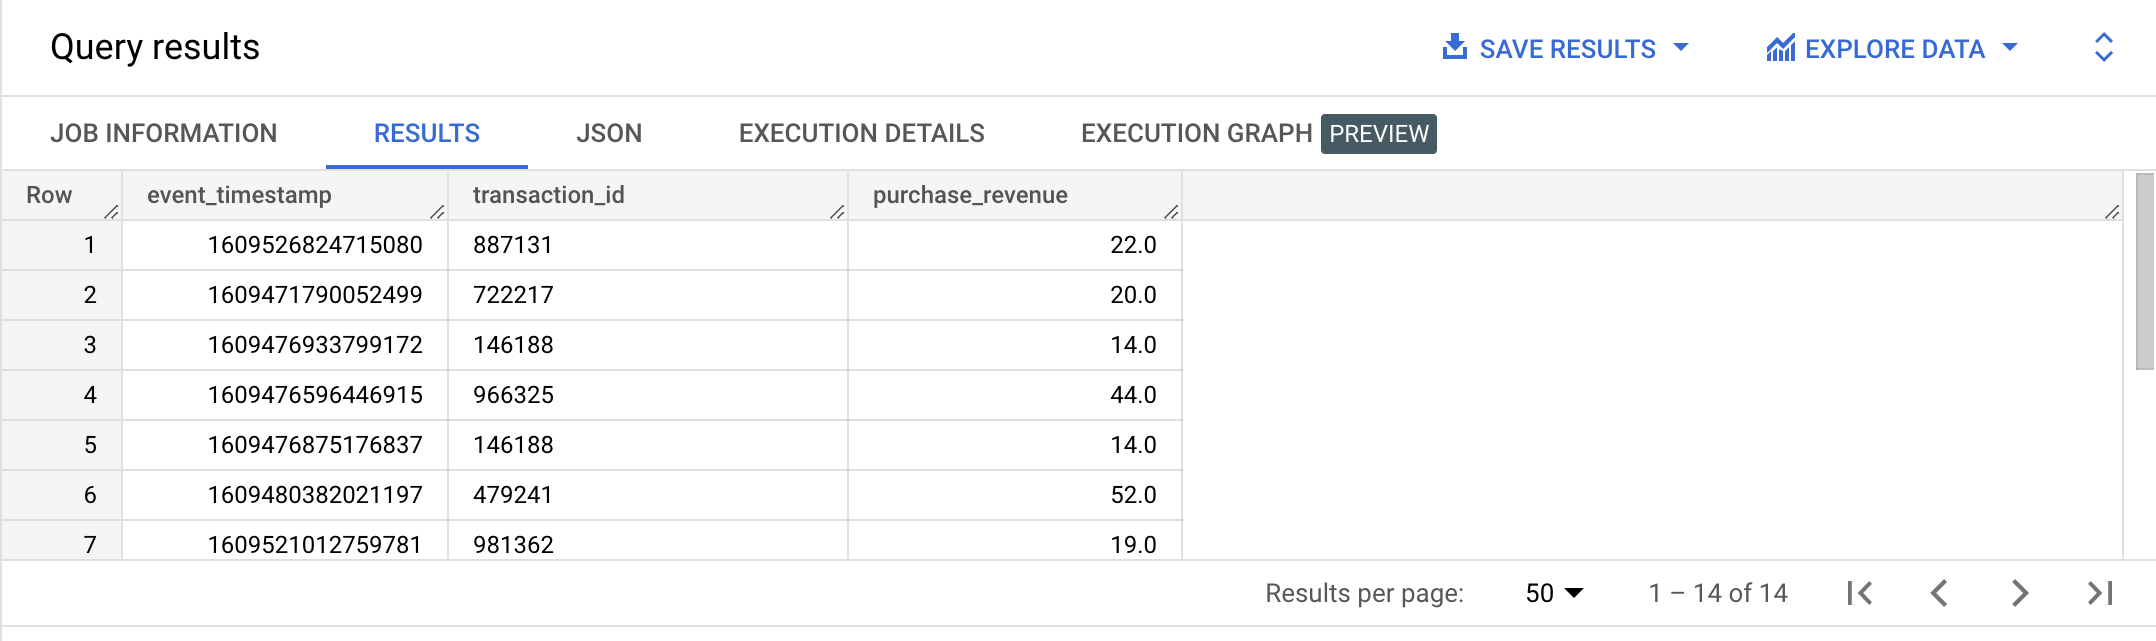 Query results SAVE RESULTS EXPLORE DATA
JOB INFORMATION RESULTS JSON EXECUTION DETAILS EXECUTION GRAPH PREVIEW
Row event_timestamp transaction_id purchase_revenue
1 1609526824715080 887131 22.0
2 1609471790052499 722217 20.0
3 1609476933799172 146188 14.0
4 1609476596446915 966325 44.0
5 1609476875176837 146188 14.0
6 1609480382021197 479241 52.0
7 1609521012759781 981362 19.0
Results per page: 50 1 – 14 of 14